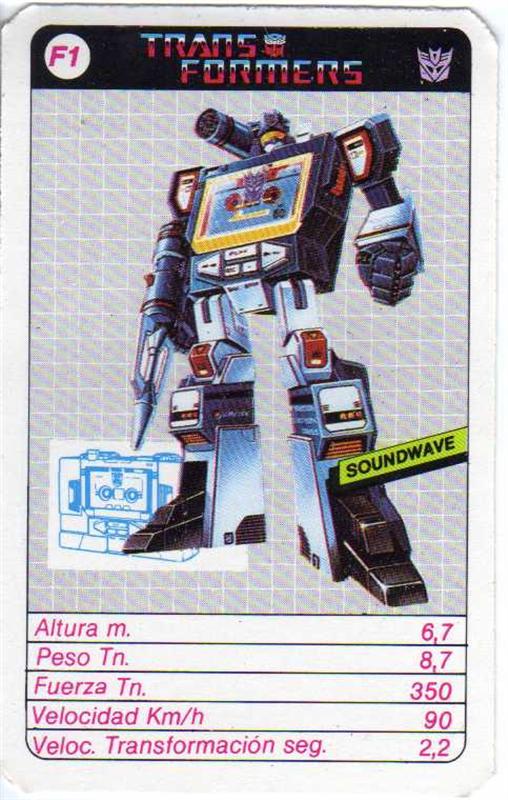 F1
TRANS
FORMERS
SOUNDWAVE
Altura m. 6,7
Peso Tn. 8,7
Fuerza Tn. 350
Velocidad Km/h 90
Veloc. Transformación seg. 2,2